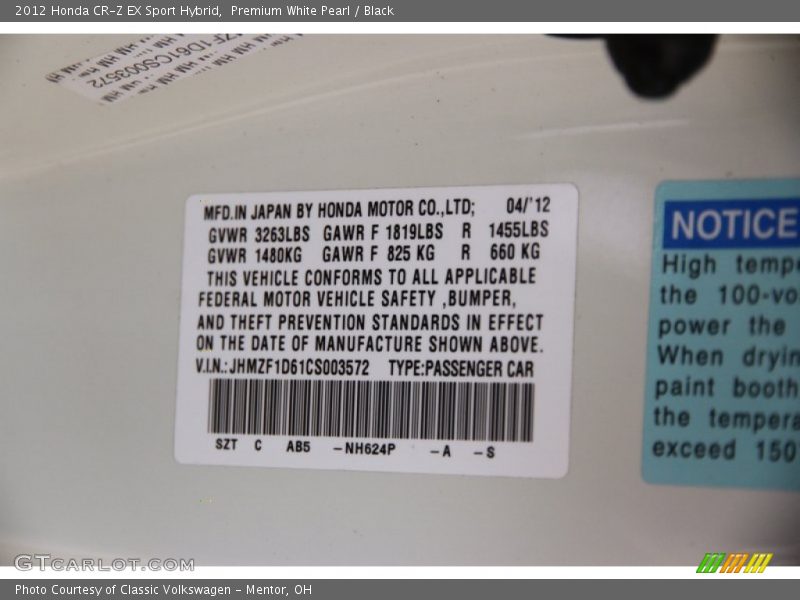 2012 Honda CR-Z EX Sport Hybrid, Premium White Pearl / Black
ZF1D61CS003572
MFD.IN JAPAN BY HONDA MOTOR CO.,LTD; 04/'12
GVWR 3263LBS GAWR F 1819LBS R 1455LBS
GVWR 1480KG GAWR F 825 KG R 660 KG
THIS VEHICLE CONFORMS TO ALL APPLICABLE
FEDERAL MOTOR VEHICLE SAFETY ,BUMPER,
AND THEFT PREVENTION STANDARDS IN EFFECT
ON THE DATE OF MANUFACTURE SHOWN ABOVE.
V.I.N.: JHMZF1D61CS003572 TYPE:PASSENGER CAR
SZT C AB5 -NH624P -A -S
NOTICE
High tempe
the 100-vo
power the
When dryin
paint booth
the tempera
exceed 150
GTCARLOT.COM
Photo Courtesy of Classic Volkswagen - Mentor, OH